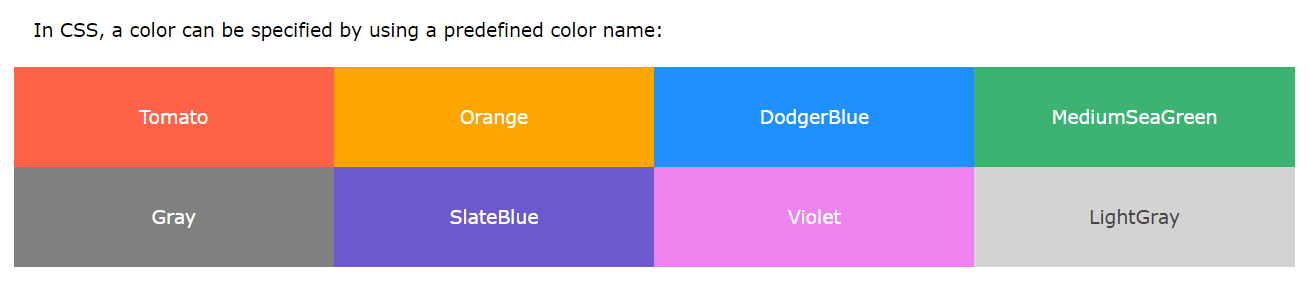 In CSS, a color can be specified by using a predefined color name:
Tomato
Orange
DodgerBlue
MediumSeaGreen
Gray
SlateBlue
Violet
LightGray